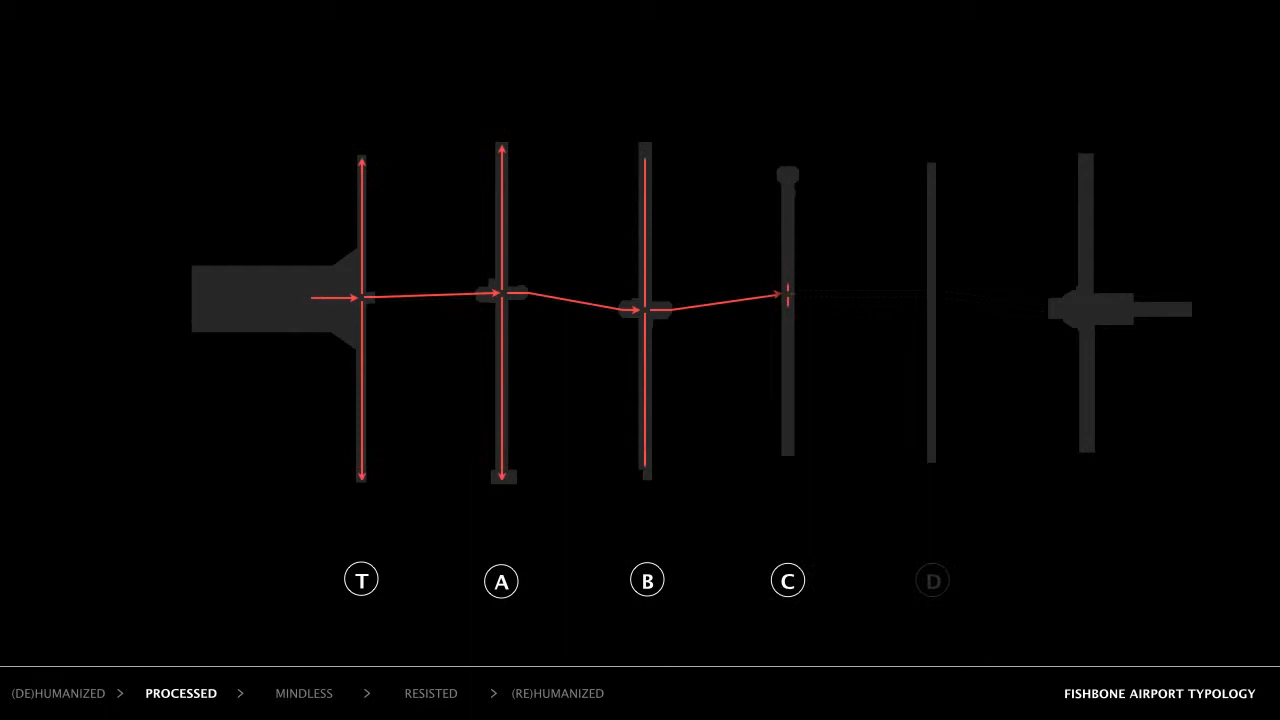 T A B C D
(DE)HUMANIZED > PROCESSED > MINDLESS > RESISTED > (RE)HUMANIZED
FISHBONE AIRPORT TYPOLOGY